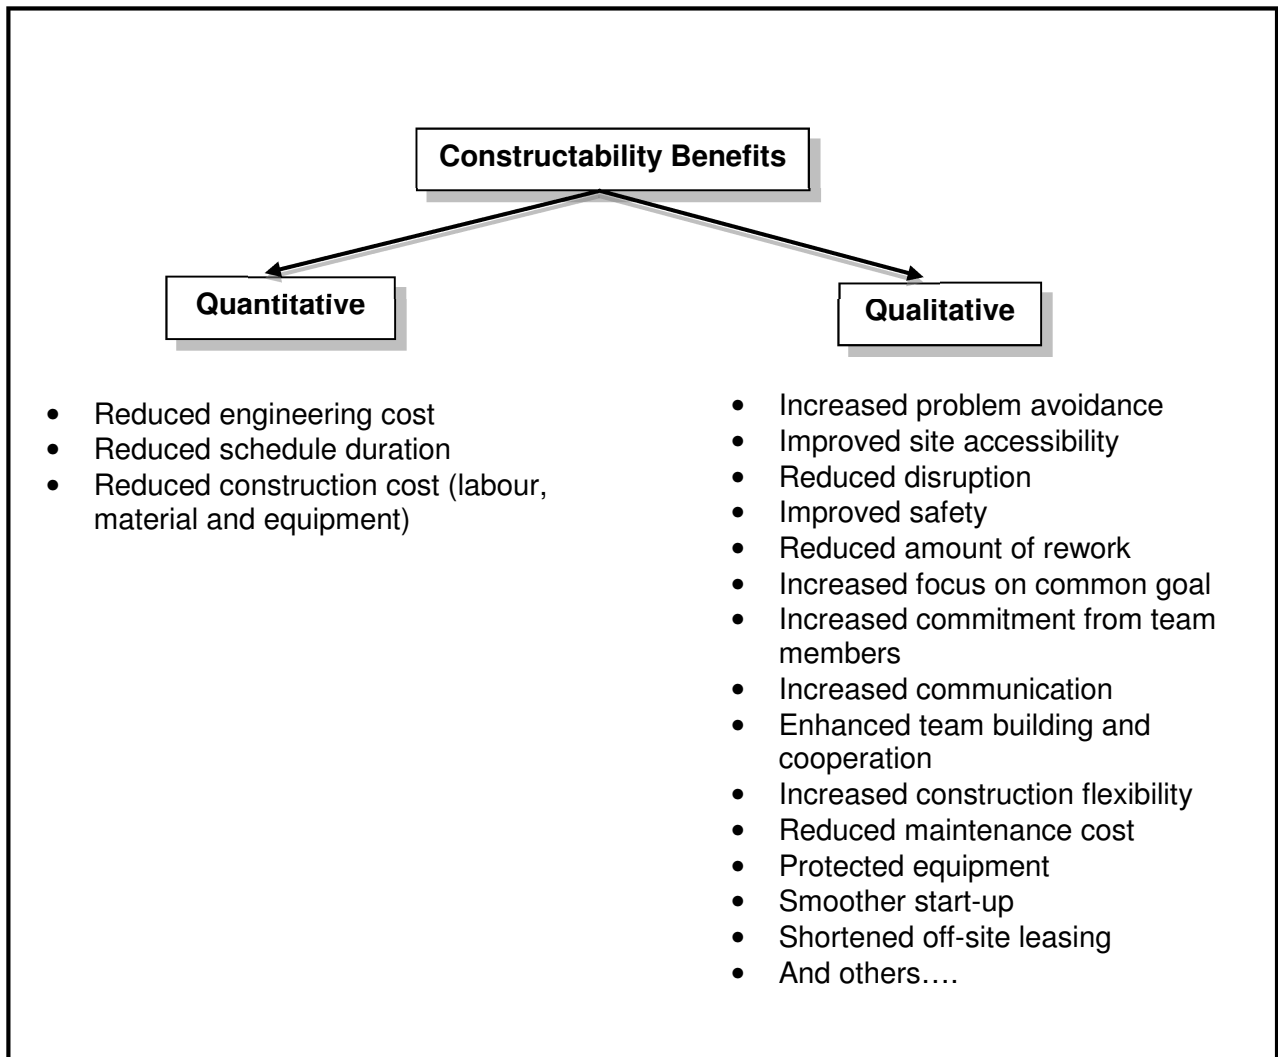 Constructability Benefits
Quantitative
Qualitative
• Reduced engineering cost
• Reduced schedule duration
• Reduced construction cost (labour,
material and equipment)
• Increased problem avoidance
• Improved site accessibility
• Reduced disruption
• Improved safety
• Reduced amount of rework
• Increased focus on common goal
• Increased commitment from team
members
• Increased communication
• Enhanced team building and
cooperation
• Increased construction flexibility
• Reduced maintenance cost
• Protected equipment
• Smoother start-up
• Shortened off-site leasing
• And others….